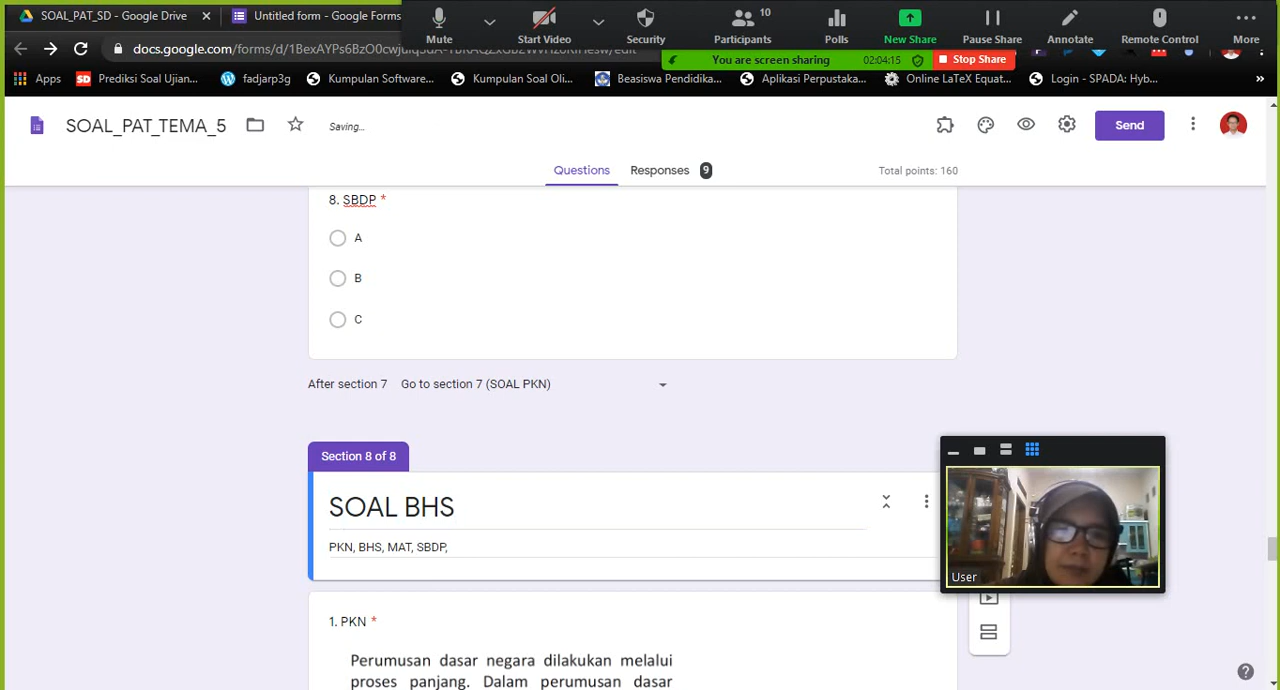 SOAL_PAT_SD - Google Drive
Untitled form - Google Forms
Mute
Start Video
Security
Participants
10
Polls
New Share
Pause Share
Annotate
Remote Control
More
docs.google.com/forms/d/
You are screen sharing
02:04:15
Stop Share
Apps
Prediksi Soal Ujian...
fadjarp3g
Kumpulan Software...
Kumpulan Soal Oli...
Beasiswa Pendidika...
Aplikasi Perpustaka...
Online LaTeX Equat...
Login - SPADA: Hyb...
»
SOAL_PAT_TEMA_5
Saving...
Send
Questions
Responses 9
Total points: 160
8. SBDP *
A
B
C
After section 7 Go to section 7 (SOAL PKN)
Section 8 of 8
SOAL BHS
PKN, BHS, MAT, SBDP,
User
1. PKN *
Perumusan dasar negara dilakukan melalui
proses panjang. Dalam perumusan dasar